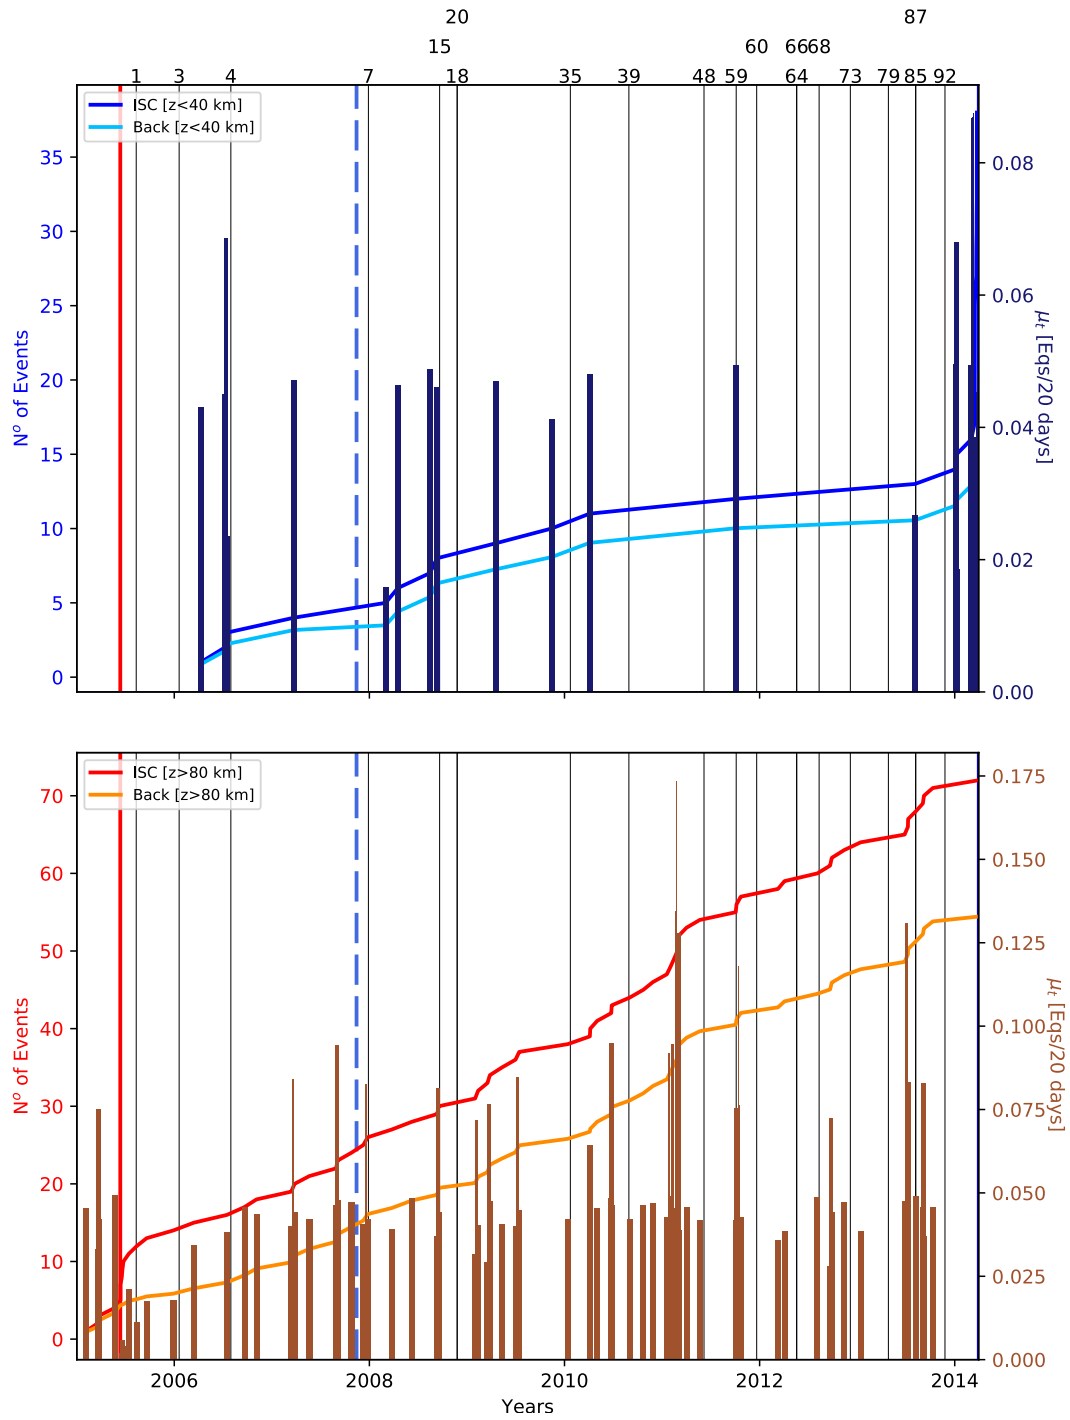 20 87
15 60 66 68
1 3 4 7 18 35 39 48 59 64 73 79 85 92
ISC [z<40 km]
Back [z<40 km]
35
30
25
20
15
10
5
0
Nº of Events
0.08
0.06
0.04
0.02
0.00
μt [Eqs/20 days]
ISC [z>80 km]
Back [z>80 km]
70
60
50
40
30
20
10
0
Nº of Events
0.175
0.150
0.125
0.100
0.075
0.050
0.025
0.000
μt [Eqs/20 days]
2006 2008 2010 2012 2014
Years